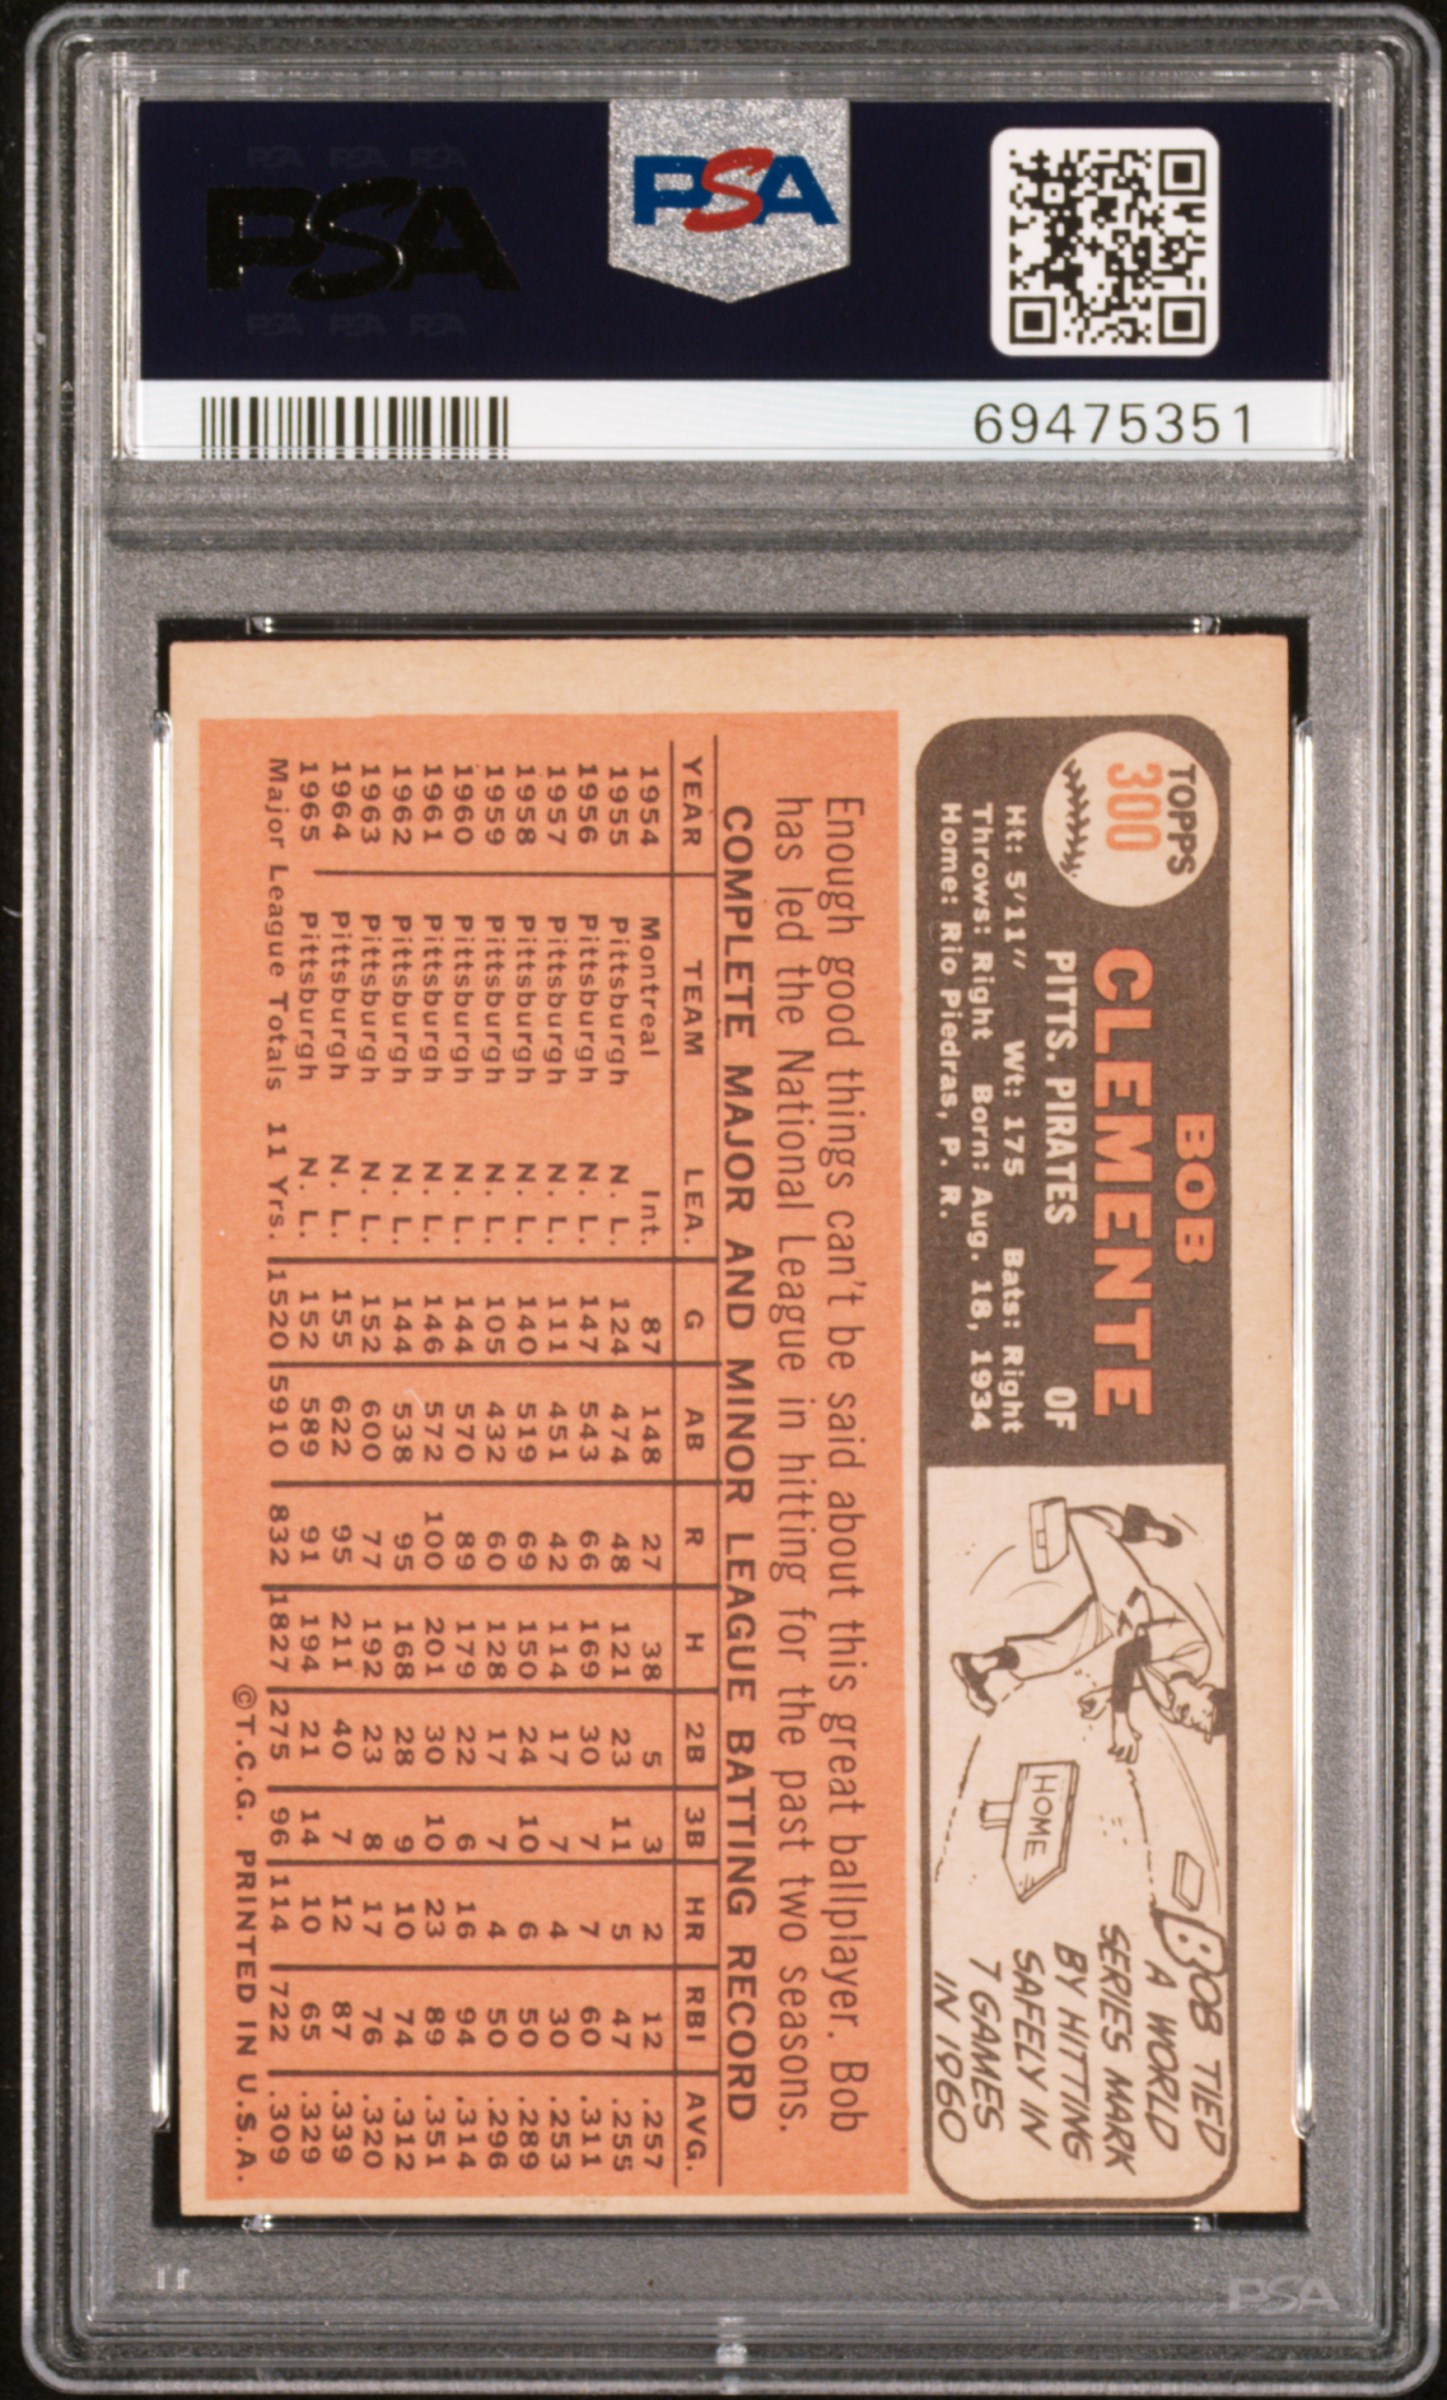 PSA PSA PSA
PSA
PSA PSA PSA
PSA
69475351
TOPPS
300
BOB
CLEMENTE
PITTS. PIRATES OF
Ht: 5'11" Wt: 175 Bats: Right
Throws: Right Born: Aug. 18, 1934
Home: Rio Piedras, P. R.
BOB TIED
A WORLD
SERIES MARK
BY HITTING
SAFELY IN
7 GAMES
IN 1960
HOME
Enough good things can't be said about this great ballplayer. Bob
has led the National League in hitting for the past two seasons.
COMPLETE MAJOR AND MINOR LEAGUE BATTING RECORD
YEAR TEAM LEA. G AB R H 2B 3B HR RBI AVG.
1954 Montreal Int. 87 148 27 38 5 3 2 12 .257
1955 Pittsburgh N. L. 124 474 48 121 23 11 5 47 .255
1956 Pittsburgh N. L. 147 543 66 169 30 7 7 60 .311
1957 Pittsburgh N. L. 111 451 42 114 17 7 4 30 .253
1958 Pittsburgh N. L. 140 519 69 150 24 10 6 50 .289
1959 Pittsburgh N. L. 105 432 60 128 17 7 4 50 .296
1960 Pittsburgh N. L. 144 570 89 179 22 6 16 94 .314
1961 Pittsburgh N. L. 146 572 100 201 30 10 23 89 .351
1962 Pittsburgh N. L. 144 538 95 168 28 9 10 74 .312
1963 Pittsburgh N. L. 152 600 77 192 23 8 17 76 .320
1964 Pittsburgh N. L. 155 622 95 211 40 7 12 87 .339
1965 Pittsburgh N. L. 152 589 91 194 21 14 10 65 .329
Major League Totals 11 Yrs. 1520 5910 832 1827 275 96 114 722 .309
©T.C.G. PRINTED IN U.S.A.
PSA